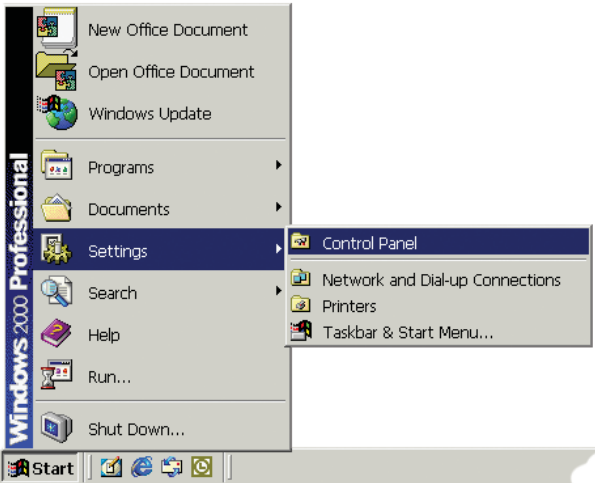 New Office Document
Open Office Document
Windows Update
Programs
Documents
Settings
Search
Help
Run...
Shut Down...
Control Panel
Network and Dial-up Connections
Printers
Taskbar & Start Menu...
Windows 2000 Professional
Start